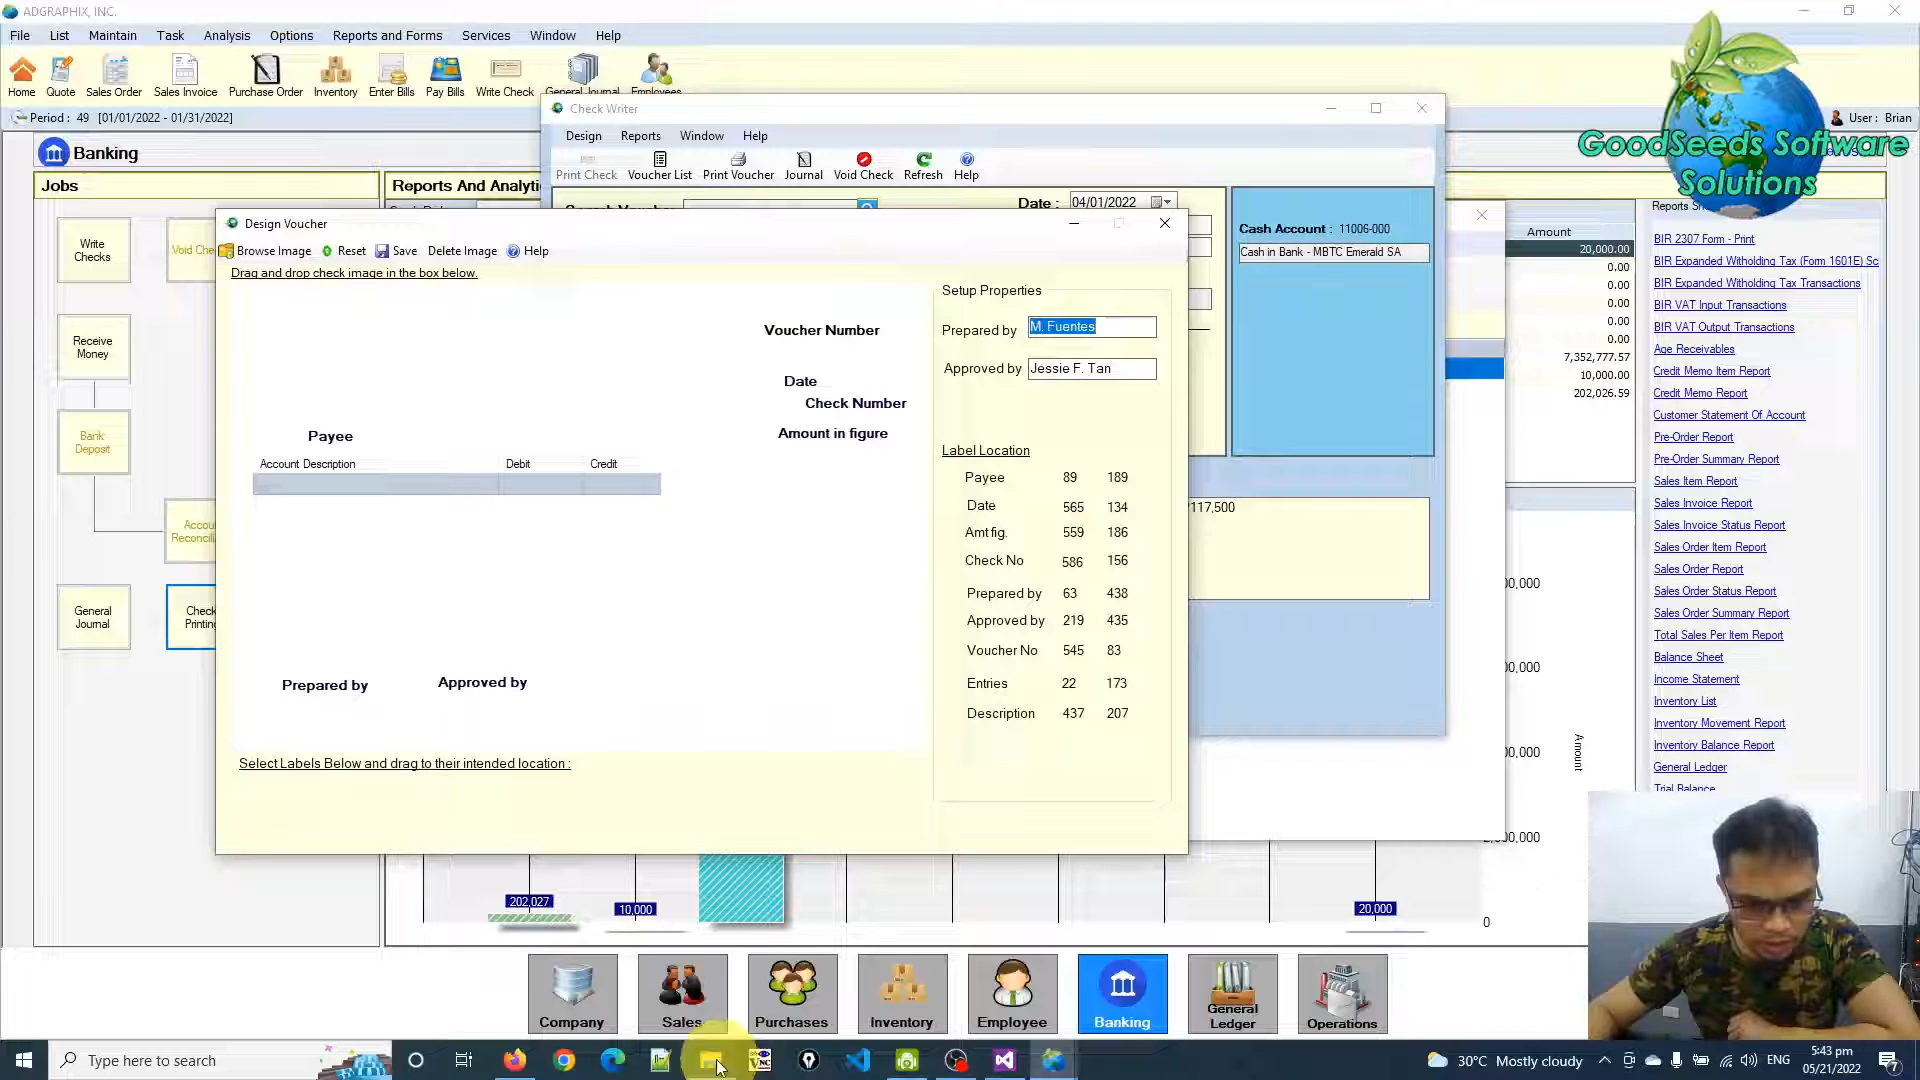 ADGRAPHIX, INC.
File List Maintain Task Analysis Options Reports and Forms Services Window Help
Home Quote Sales Order Sales Invoice Purchase Order Inventory Enter Bills Pay Bills Write Check General Journal Employees
Period : 49 [01/01/2022 - 01/31/2022]
User : Brian
GoodSeeds Software
Solutions
Banking
Jobs
Reports And Analyti
Write
Checks
Void Che
Receive
Money
Bank
Deposit
Accou
Reconcili
General
Journal
Check
Printing
Check Writer
Design Reports Window Help
Print Check Voucher List Print Voucher Journal Void Check Refresh Help
Date : 04/01/2022
Cash Account : 11006-000
Cash in Bank - MBTC Emerald SA
117,500
Design Voucher
Browse Image Reset Save Delete Image Help
Drag and drop check image in the box below.
Voucher Number
Date
Check Number
Payee
Amount in figure
Account Description Debit Credit
Prepared by
Approved by
Select Labels Below and drag to their intended location :
Setup Properties
Prepared by M. Fuentes
Approved by Jessie F. Tan
Label Location
Payee 89 189
Date 565 134
Amt fig. 559 186
Check No 586 156
Prepared by 63 438
Approved by 219 435
Voucher No 545 83
Entries 22 173
Description 437 207
Amount
20,000.00
0.00
0.00
0.00
0.00
0.00
7,352,777.57
10,000.00
202,026.59
BIR 2307 Form - Print
BIR Expanded Witholding Tax (Form 1601E) Sc
BIR Expanded Witholding Tax Transactions
BIR VAT Input Transactions
BIR VAT Output Transactions
Age Receivables
Credit Memo Item Report
Credit Memo Report
Customer Statement Of Account
Pre-Order Report
Pre-Order Summary Report
Sales Item Report
Sales Invoice Report
Sales Invoice Status Report
Sales Order Item Report
Sales Order Report
Sales Order Status Report
Sales Order Summary Report
Total Sales Per Item Report
Balance Sheet
Income Statement
Inventory List
Inventory Movement Report
Inventory Balance Report
General Ledger
Trial Balance
Amount
0
202,027
10,000
20,000
Company Sales Purchases Inventory Employee Banking General
Ledger Operations
Type here to search
30°C Mostly cloudy
ENG
5:43 pm
05/21/2022
7